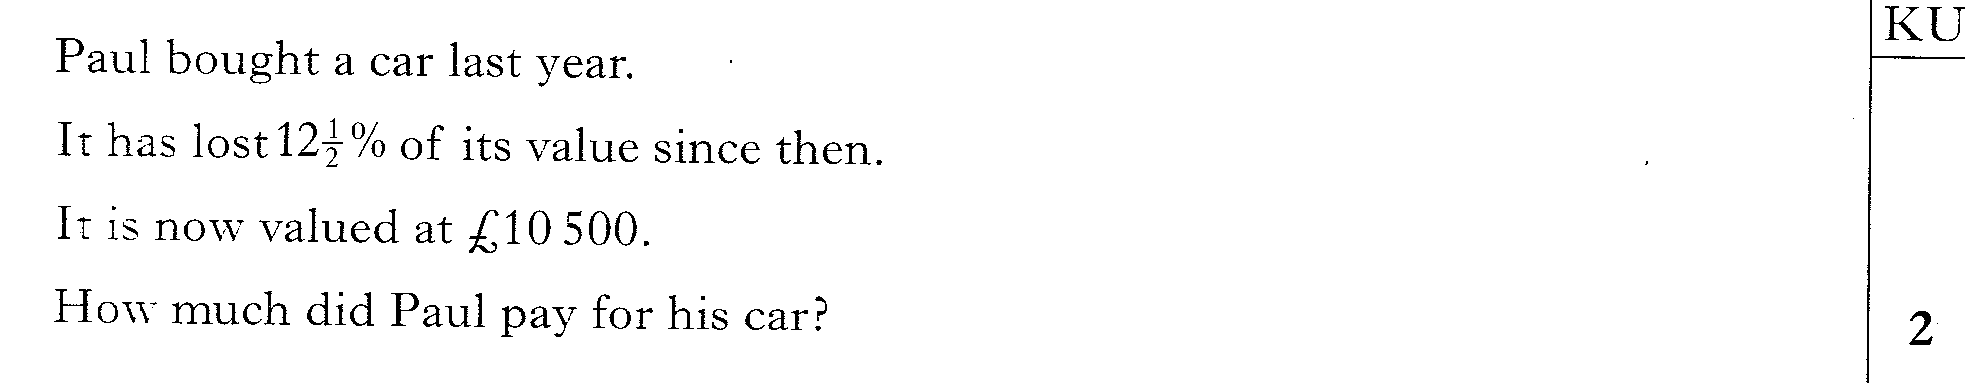 KU
Paul bought a car last year.
It has lost 12½% of its value since then.
It is now valued at £10 500.
How much did Paul pay for his car?
2